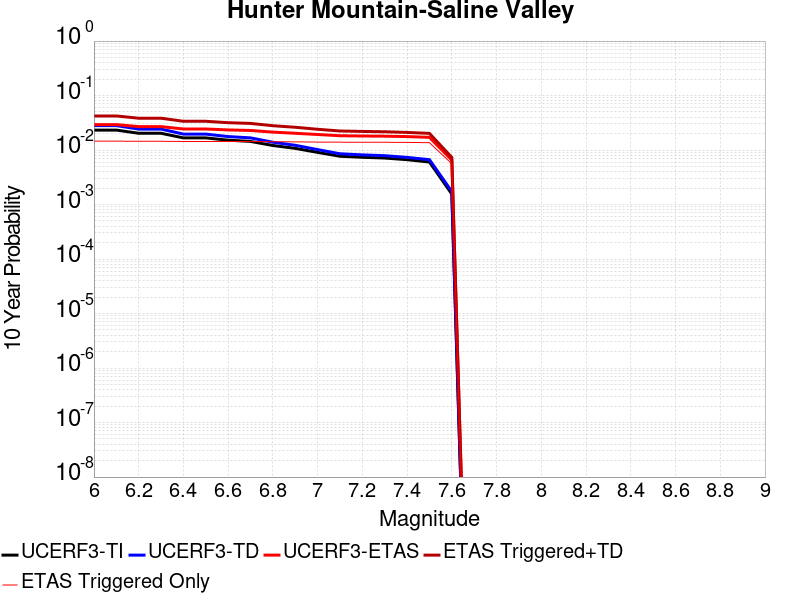 Hunter Mountain-Saline Valley
10 Year Probability
10^0
10^-1
10^-2
10^-3
10^-4
10^-5
10^-6
10^-7
10^-8
6 6.2 6.4 6.6 6.8 7 7.2 7.4 7.6 7.8 8 8.2 8.4 8.6 8.8 9
Magnitude
UCERF3-TI UCERF3-TD UCERF3-ETAS ETAS Triggered+TD
ETAS Triggered Only